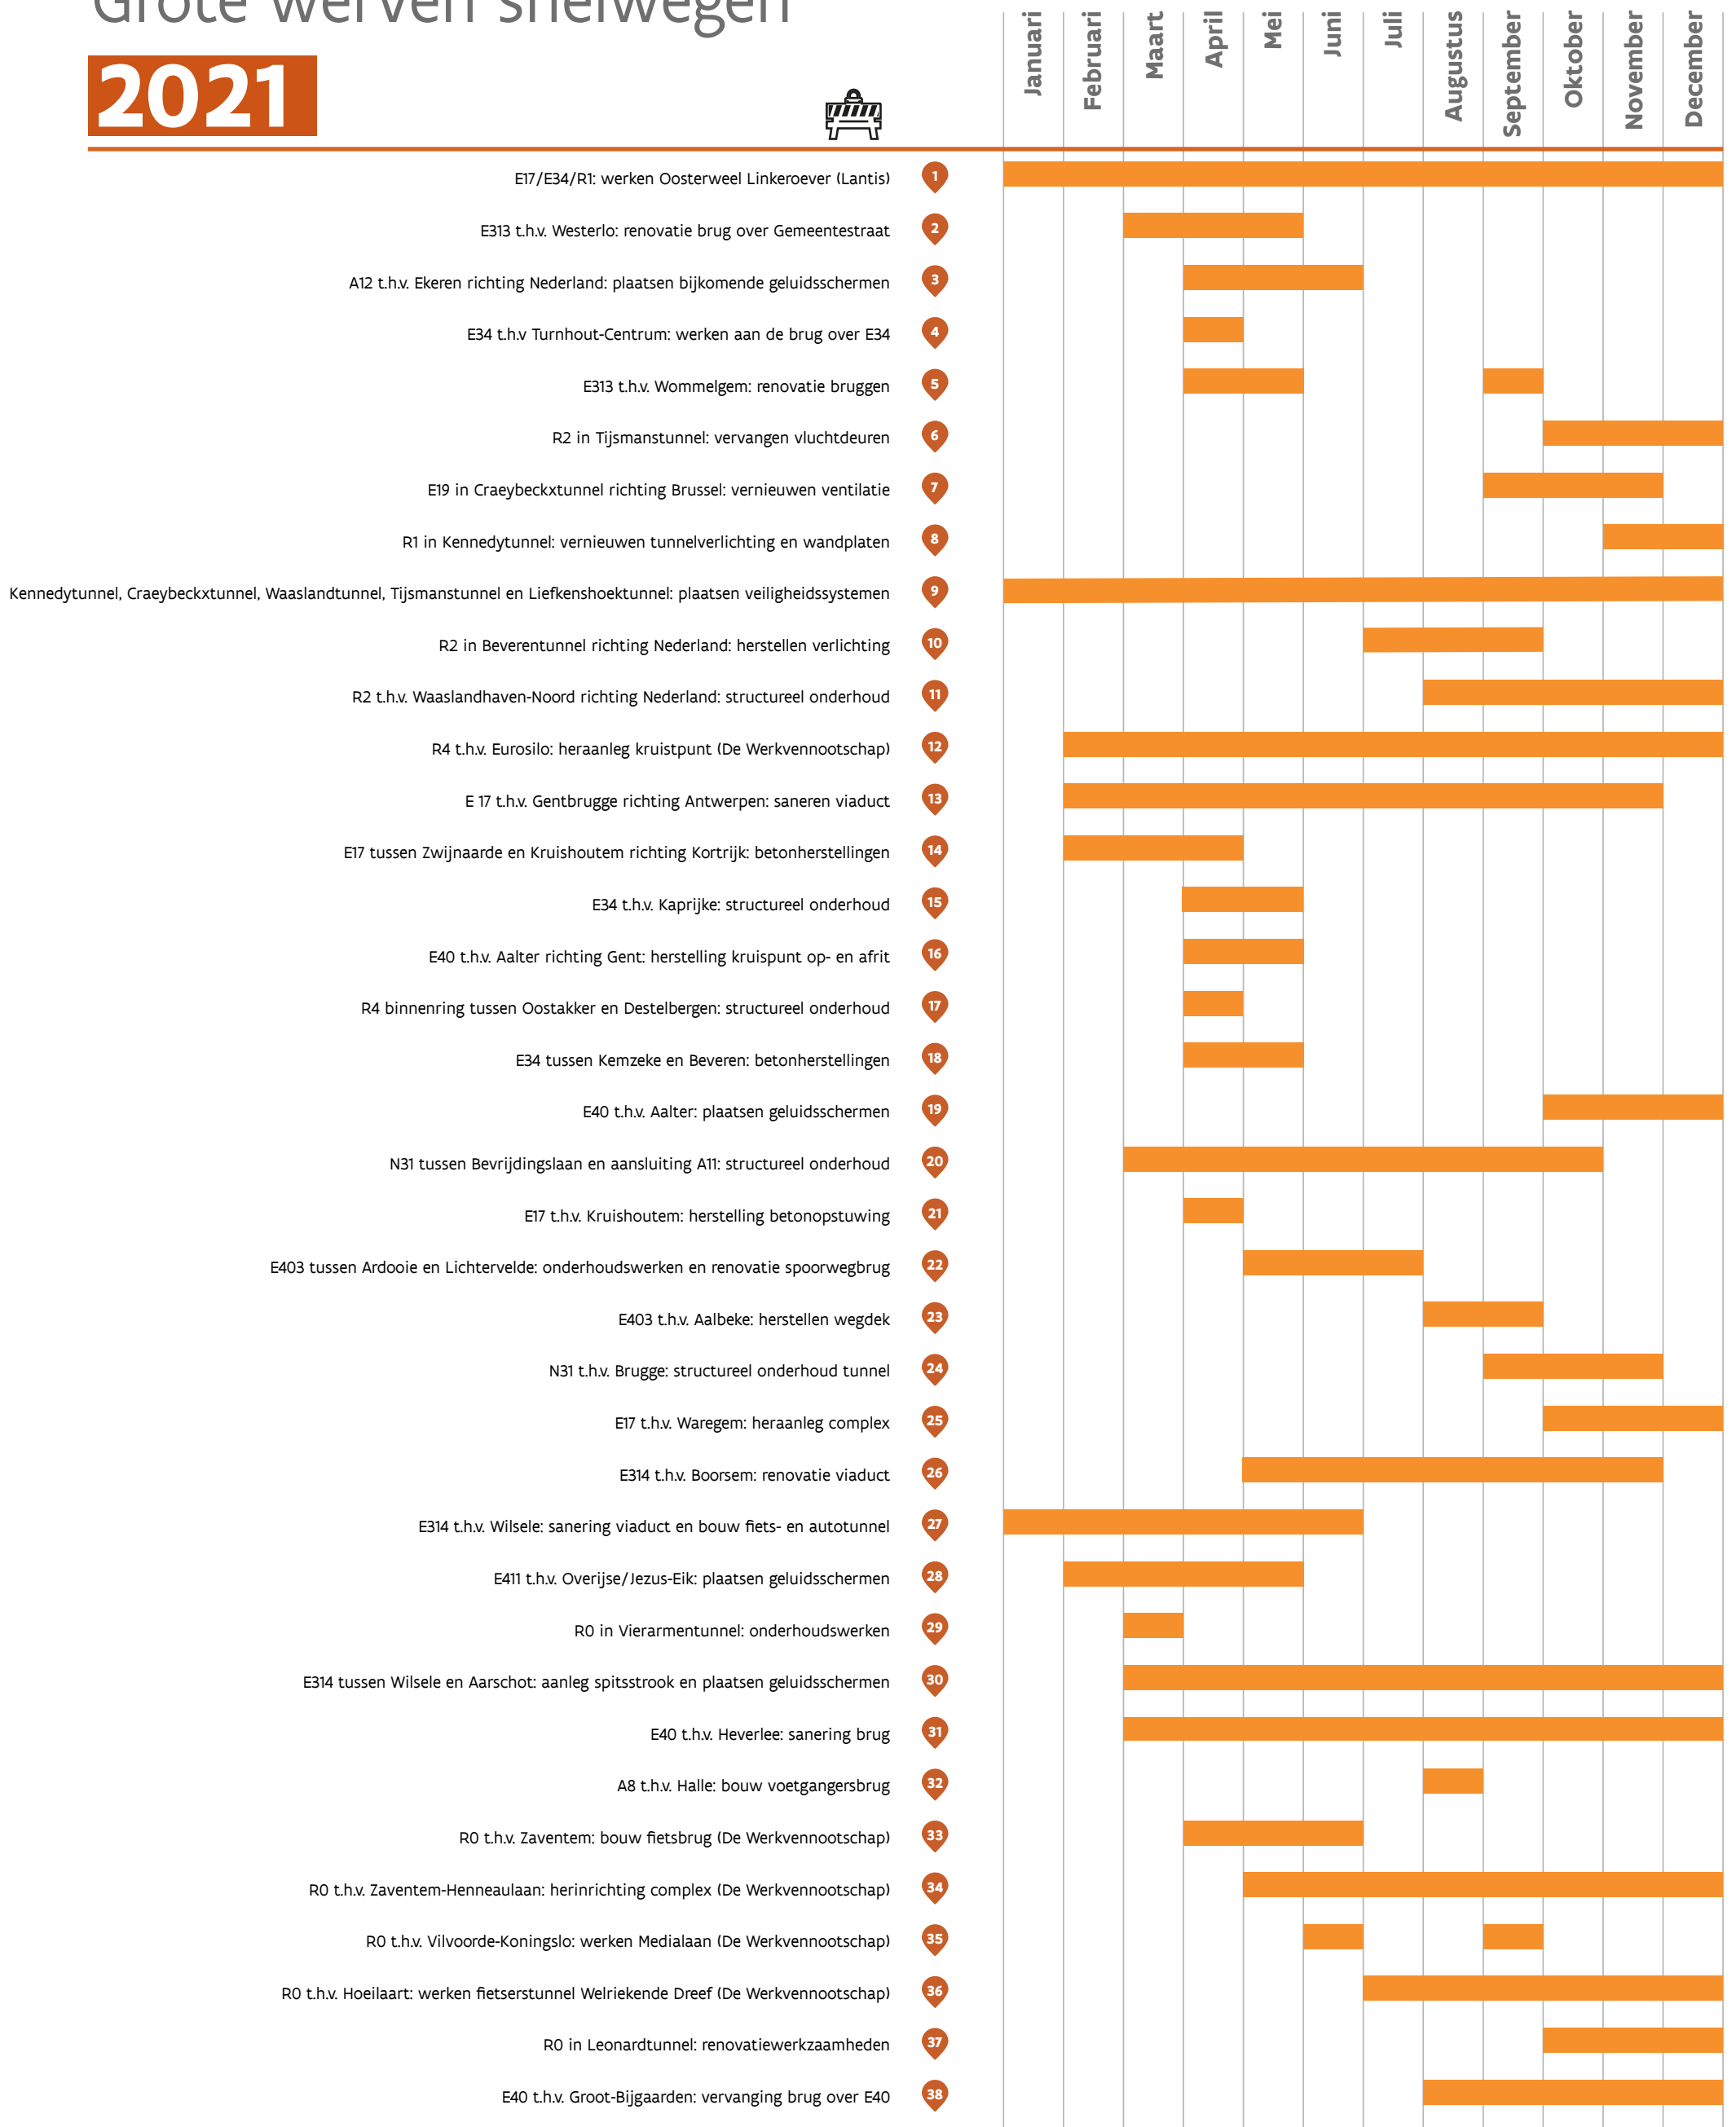 Grote werven snelwegen
2021
Januari
Februari
Maart
April
Mei
Juni
Juli
Augustus
September
Oktober
November
December
E17/E34/R1: werken Oosterweel Linkeroever (Lantis) 1
E313 t.h.v. Westerlo: renovatie brug over Gemeentestraat 2
A12 t.h.v. Ekeren richting Nederland: plaatsen bijkomende geluidsschermen 3
E34 t.h.v Turnhout-Centrum: werken aan de brug over E34 4
E313 t.h.v. Wommelgem: renovatie bruggen 5
R2 in Tijsmanstunnel: vervangen vluchtdeuren 6
E19 in Craeybeckxtunnel richting Brussel: vernieuwen ventilatie 7
R1 in Kennedytunnel: vernieuwen tunnelverlichting en wandplaten 8
Kennedytunnel, Craeybeckxtunnel, Waaslandtunnel, Tijsmanstunnel en Liefkenshoektunnel: plaatsen veiligheidssystemen 9
R2 in Beverentunnel richting Nederland: herstellen verlichting 10
R2 t.h.v. Waaslandhaven-Noord richting Nederland: structureel onderhoud 11
R4 t.h.v. Eurosilo: heraanleg kruistpunt (De Werkvennootschap) 12
E 17 t.h.v. Gentbrugge richting Antwerpen: saneren viaduct 13
E17 tussen Zwijnaarde en Kruishoutem richting Kortrijk: betonherstellingen 14
E34 t.h.v. Kaprijke: structureel onderhoud 15
E40 t.h.v. Aalter richting Gent: herstelling kruispunt op- en afrit 16
R4 binnenring tussen Oostakker en Destelbergen: structureel onderhoud 17
E34 tussen Kemzeke en Beveren: betonherstellingen 18
E40 t.h.v. Aalter: plaatsen geluidsschermen 19
N31 tussen Bevrijdingslaan en aansluiting A11: structureel onderhoud 20
E17 t.h.v. Kruishoutem: herstelling betonopstuwing 21
E403 tussen Ardooie en Lichtervelde: onderhoudswerken en renovatie spoorwegbrug 22
E403 t.h.v. Aalbeke: herstellen wegdek 23
N31 t.h.v. Brugge: structureel onderhoud tunnel 24
E17 t.h.v. Waregem: heraanleg complex 25
E314 t.h.v. Boorsem: renovatie viaduct 26
E314 t.h.v. Wilsele: sanering viaduct en bouw fiets- en autotunnel 27
E411 t.h.v. Overijse/Jezus-Eik: plaatsen geluidsschermen 28
R0 in Vierarmentunnel: onderhoudswerken 29
E314 tussen Wilsele en Aarschot: aanleg spitsstrook en plaatsen geluidsschermen 30
E40 t.h.v. Heverlee: sanering brug 31
A8 t.h.v. Halle: bouw voetgangersbrug 32
R0 t.h.v. Zaventem: bouw fietsbrug (De Werkvennootschap) 33
R0 t.h.v. Zaventem-Henneaulaan: herinrichting complex (De Werkvennootschap) 34
R0 t.h.v. Vilvoorde-Koningslo: werken Medialaan (De Werkvennootschap) 35
R0 t.h.v. Hoeilaart: werken fietserstunnel Welriekende Dreef (De Werkvennootschap) 36
R0 in Leonardtunnel: renovatiewerkzaamheden 37
E40 t.h.v. Groot-Bijgaarden: vervanging brug over E40 38